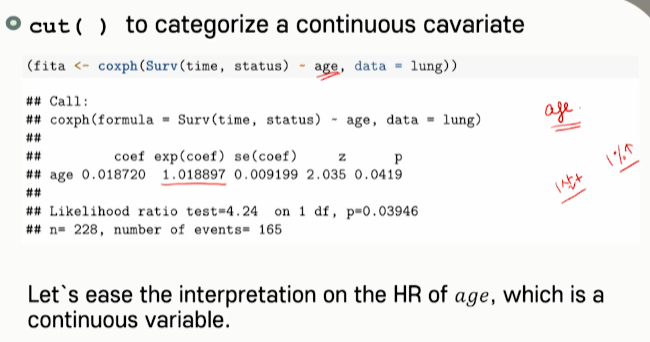 cut( ) to categorize a continuous cavariate
(fita <- coxph(Surv(time, status) ~ age, data = lung))
## Call:
## coxph(formula = Surv(time, status) ~ age, data = lung)
##
## coef exp(coef) se(coef) z p
## age 0.018720 1.018897 0.009199 2.035 0.0419
##
## Likelihood ratio test=4.24 on 1 df, p=0.03946
## n= 228, number of events= 165
age.
1%↑
1살+
Let`s ease the interpretation on the HR of age, which is a
continuous variable.